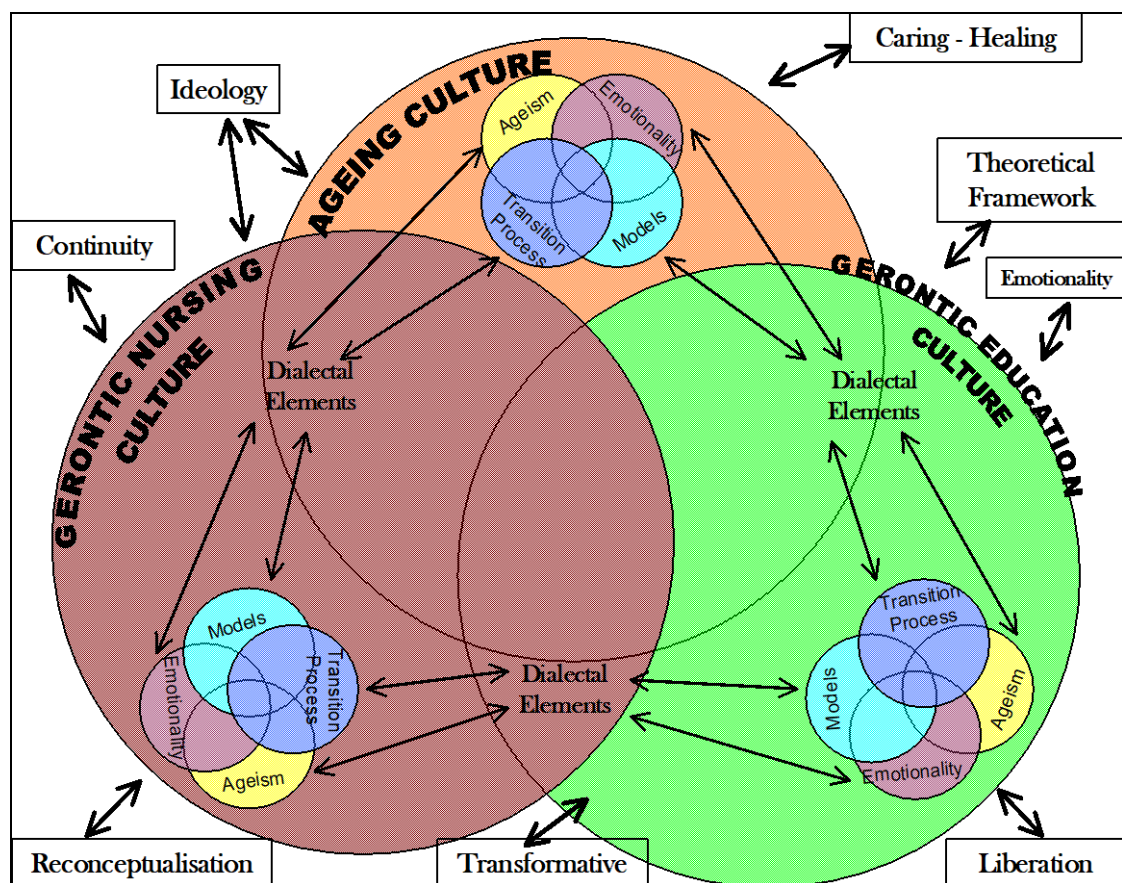 Caring - Healing
Ideology
AGEING CULTURE
Ageism
Emotionality
Transition
Process
Models
Theoretical
Framework
Continuity
Emotionality
GERONTIC NURSING
CULTURE
GERONTIC EDUCATION
CULTURE
Dialectal
Elements
Dialectal
Elements
Models
Emotionality
Transition
Process
Ageism
Dialectal
Elements
Transition
Process
Models
Ageism
Emotionality
Reconceptualisation
Transformative
Liberation